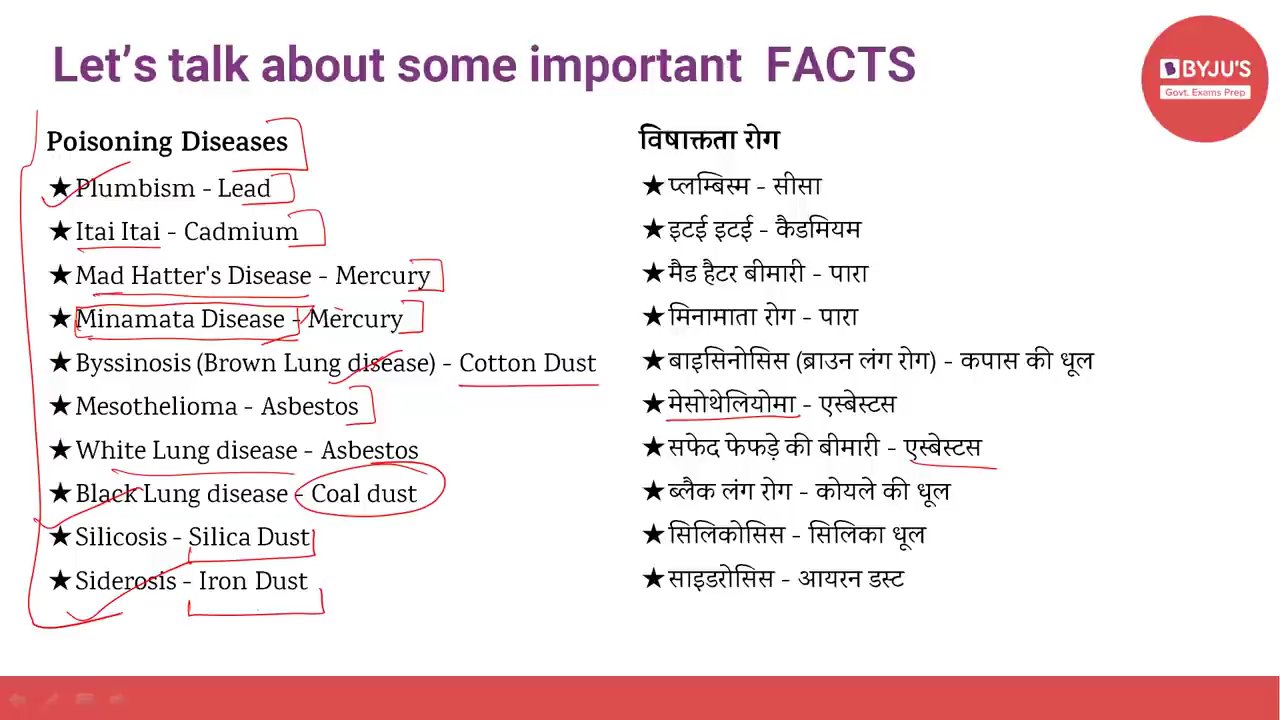 Let's talk about some important FACTS
BYJU'S
Govt. Exams Prep
Poisoning Diseases
★Plumbism - Lead
★Itai Itai - Cadmium
★Mad Hatter's Disease - Mercury
★Minamata Disease - Mercury
★Byssinosis (Brown Lung disease) - Cotton Dust
★Mesothelioma - Asbestos
★White Lung disease - Asbestos
★Black Lung disease - Coal dust
★Silicosis - Silica Dust
★Siderosis - Iron Dust
विषाक्तता रोग
★प्लम्बिस्म - सीसा
★इटई इटई - कैडमियम
★मैड हैटर बीमारी - पारा
★मिनामाता रोग - पारा
★बाइसिनोसिस (ब्राउन लंग रोग) - कपास की धूल
★मेसोथेलियोमा - एस्बेस्टस
★सफेद फेफड़े की बीमारी - एस्बेस्टस
★ब्लैक लंग रोग - कोयले की धूल
★सिलिकोसिस - सिलिका धूल
★साइडरोसिस - आयरन डस्ट